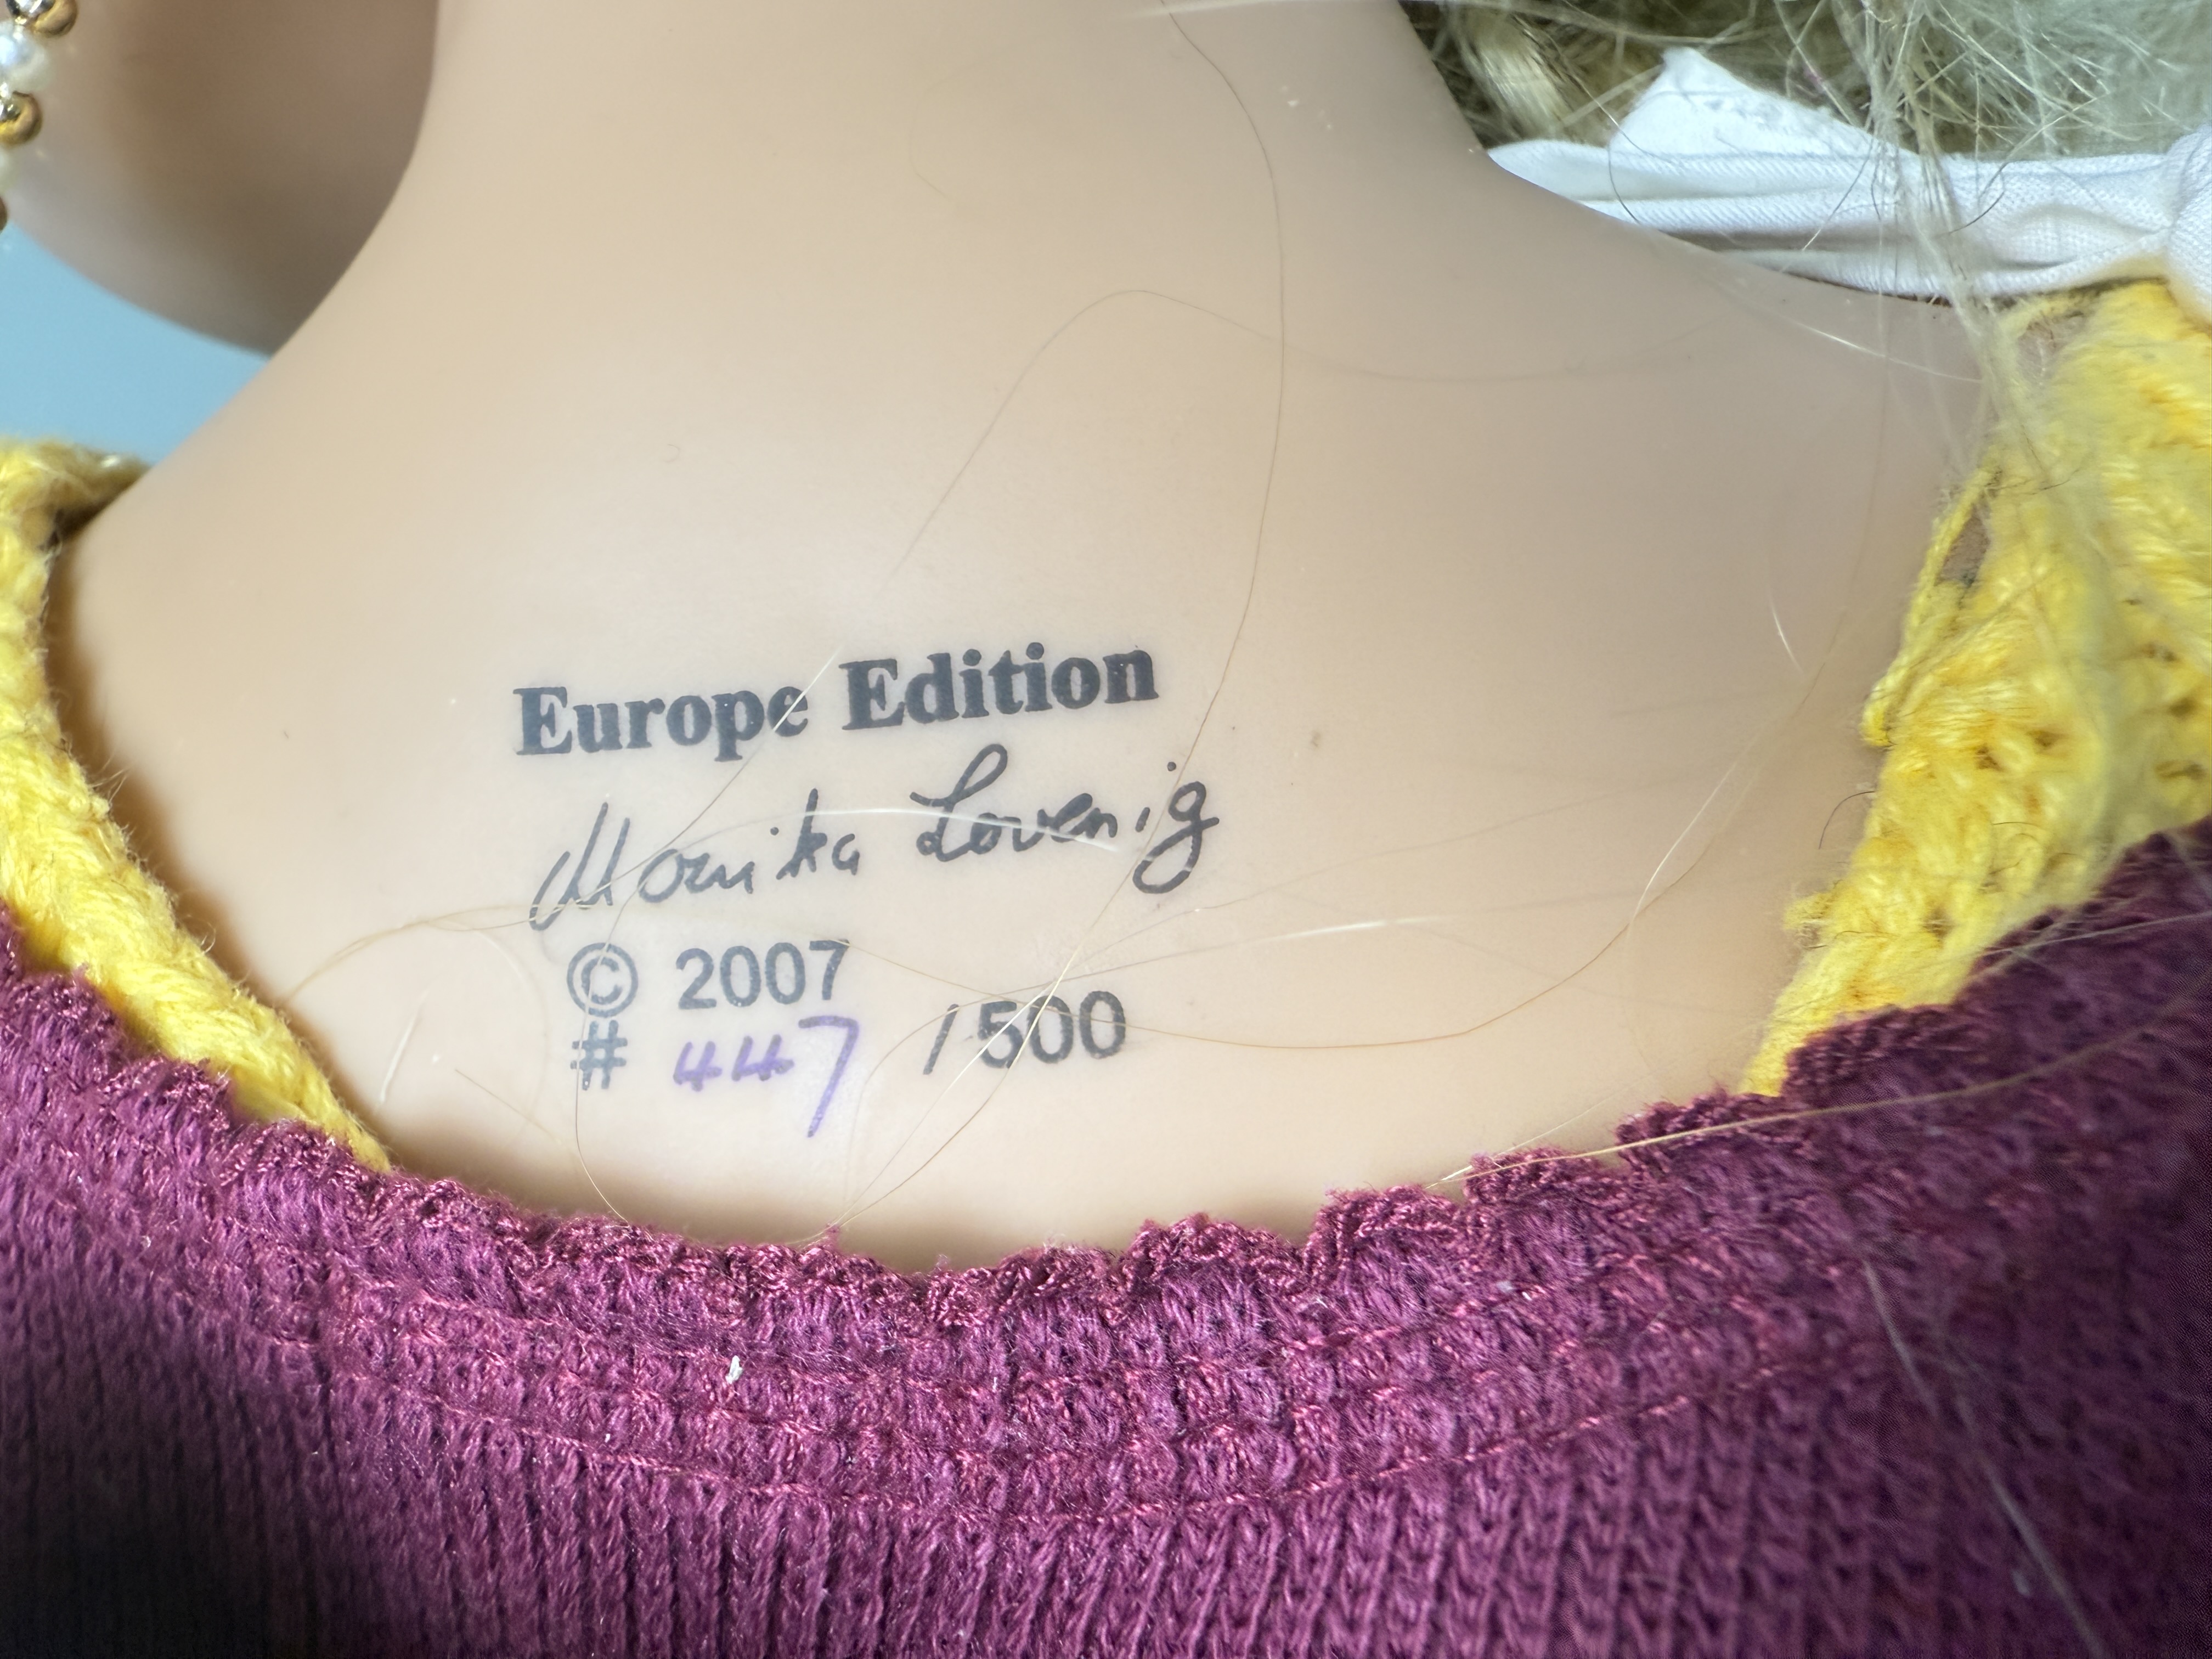 Europe Edition
Monika Levenig
© 2007
# 447 /500